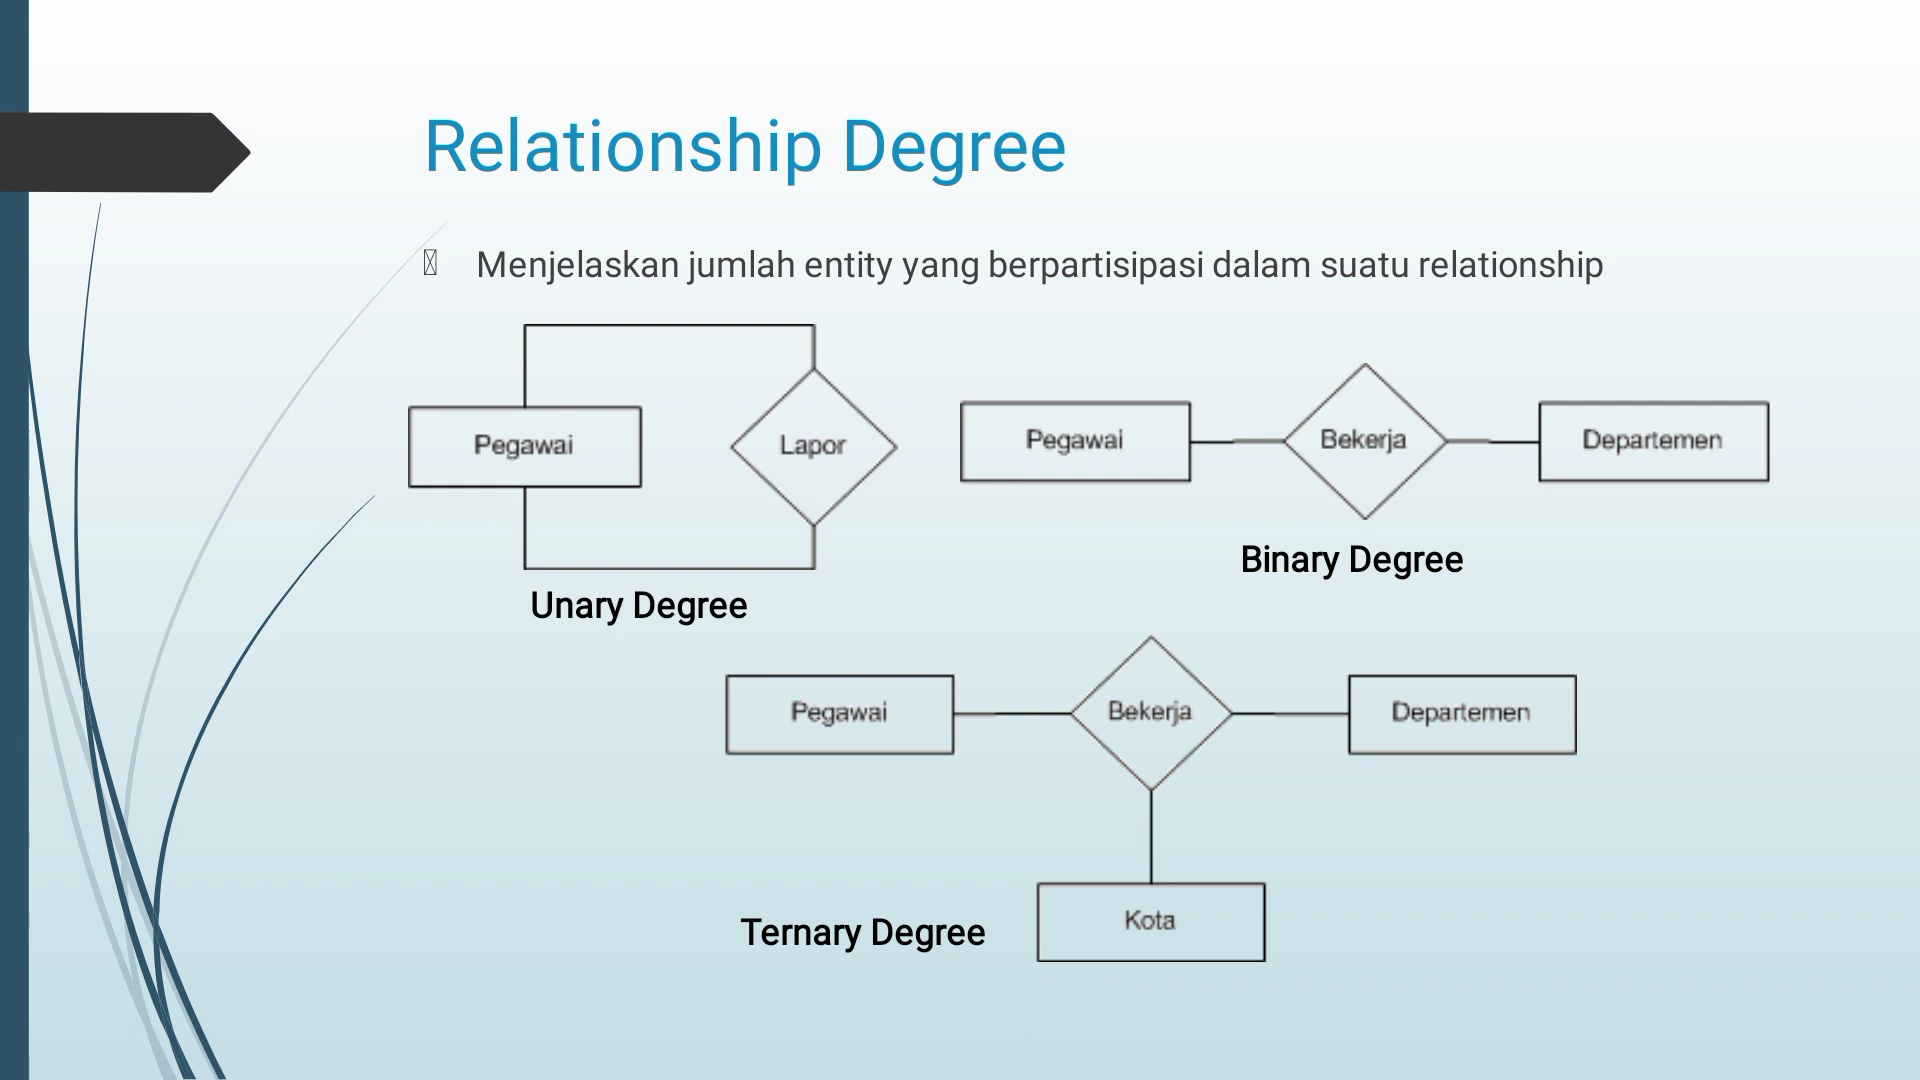 Relationship Degree
Menjelaskan jumlah entity yang berpartisipasi dalam suatu relationship
Pegawai
Lapor
Unary Degree
Pegawai
Bekerja
Departemen
Binary Degree
Pegawai
Bekerja
Departemen
Kota
Ternary Degree